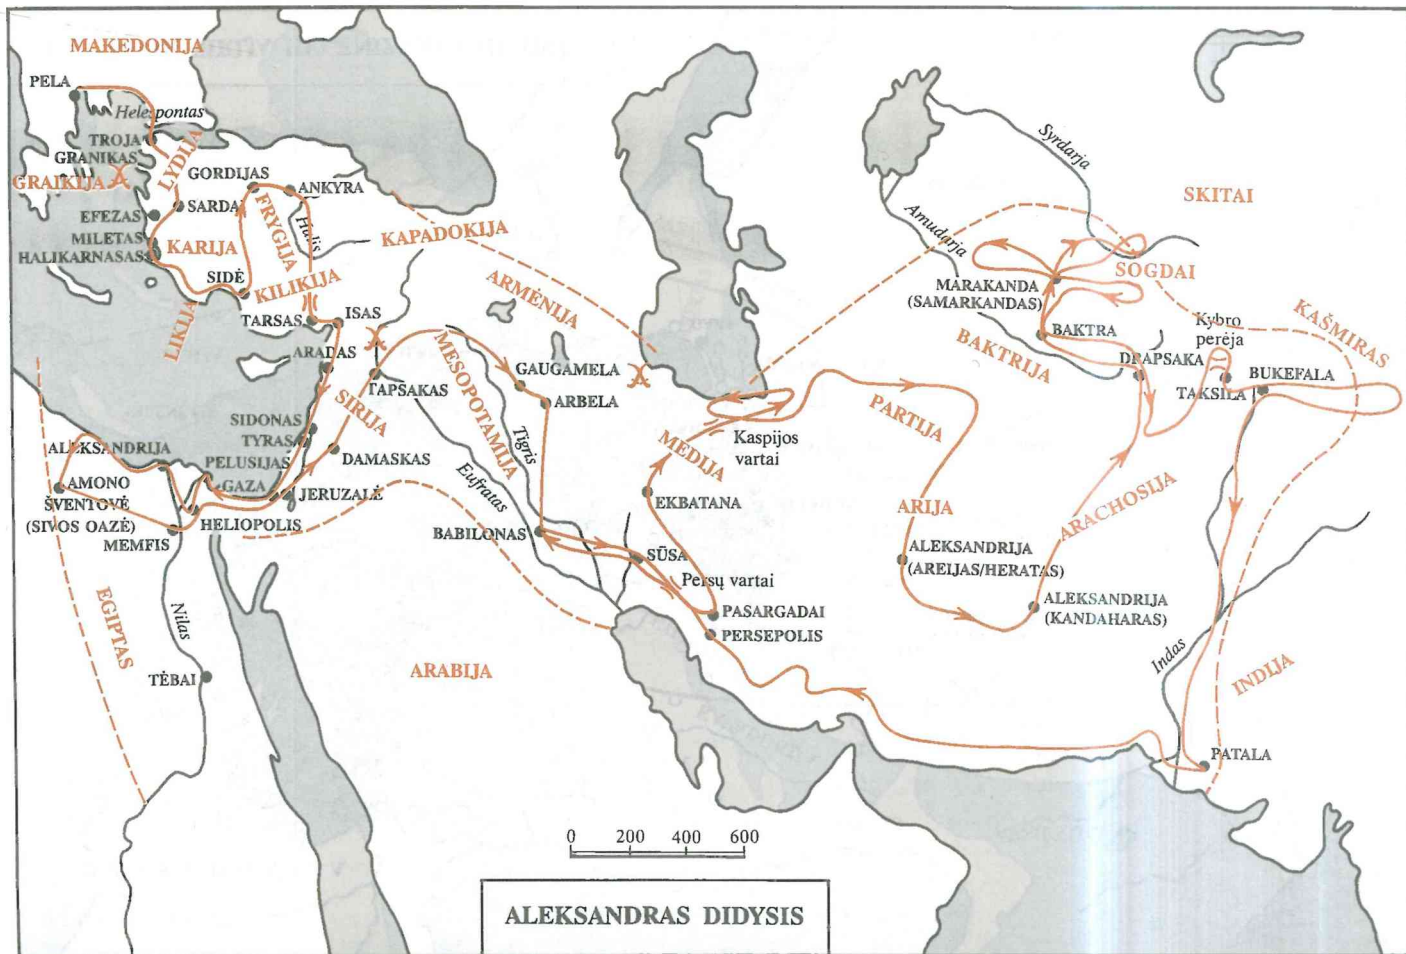 MAKEDONIJA
PELA
Helespontas
TROJA
GRANIKAS
LYDIJA
GRAIKIJA
GORDIJAS
ANKYRA
SARDAI
EFEZAS
FRYGIJA
Halis
KAPADOKIJA
MILETAS
HALIKARNASAS
KARIJA
SIDĖ
KILIKIJA
LIKIJA
TARSAS
ISAS
ARMĖNIJA
ARADAS
TAPSAKAS
SIRIJA
MESOPOTAMIJA
GAUGAMELA
ARBELA
Tigris
Eufratas
SIDONAS
TYRAS
DAMASKAS
ALEKSANDRIJA
PELUSIJAS
GAZA
JERUZALĖ
AMONO
ŠVENTOVĖ
(SIVOS OAZĖ)
HELIOPOLIS
MEMFIS
EGIPTAS
Nilas
TĖBAI
ARABIJA
BABILONAS
SŪSA
Persų vartai
PASARGADAI
PERSEPOLIS
EKBATANA
MEDIJA
Kaspijos
vartai
PARTIJA
ARIJA
ALEKSANDRIJA
(AREIJAS/HERATAS)
ALEKSANDRIJA
(KANDAHARAS)
ARACHOSIJA
Syrdarja
Amudarja
SKITAI
SOGDAI
MARAKANDA
(SAMARKANDAS)
BAKTRA
BAKTRIJA
DRAPSAKA
Kybro
perėja
TAKSILA
BUKEFALA
KAŠMIRAS
Indas
INDIJA
PATALA
0 200 400 600
ALEKSANDRAS DIDYSIS